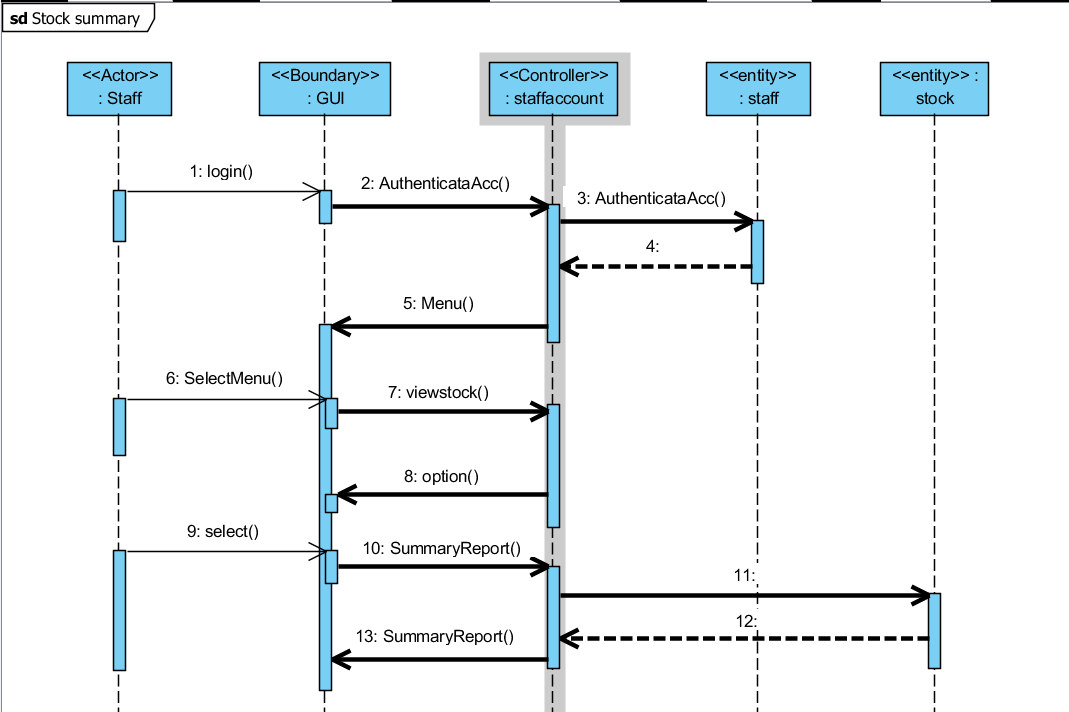 sd Stock summary
<<Actor>>
: Staff
<<Boundary>>
: GUI
<<Controller>>
: staffaccount
<<entity>>
: staff
<<entity>> :
stock
1: login()
2: AuthenticataAcc()
3: AuthenticataAcc()
4:
5: Menu()
6: SelectMenu()
7: viewstock()
8: option()
9: select()
10: SummaryReport()
11:
12:
13: SummaryReport()